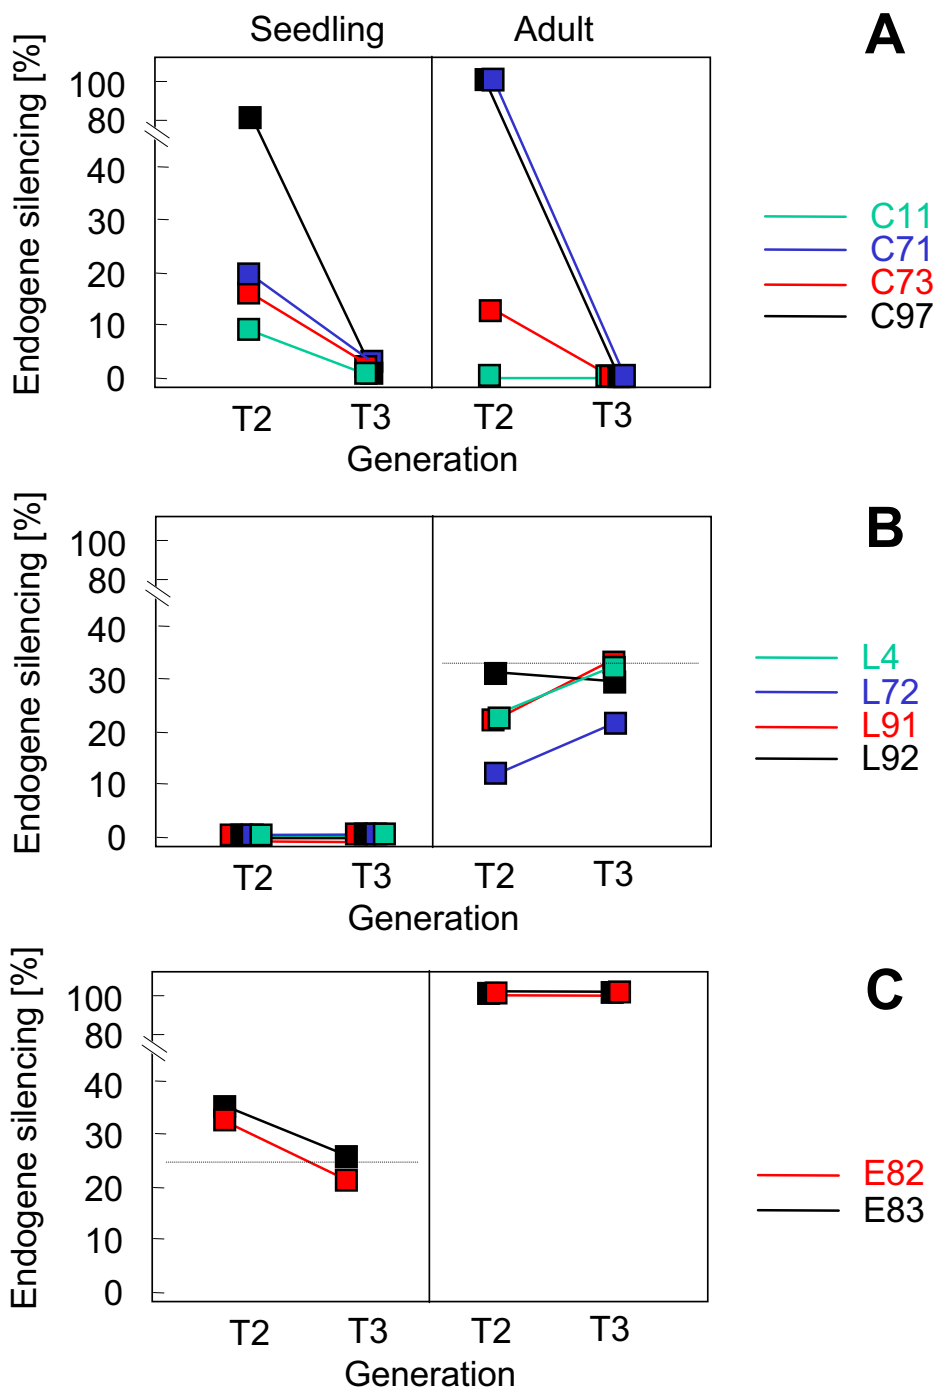 Seedling Adult A
Endogene silencing [%]
100
80
40
30
20
10
0
C11
C71
C73
C97
T2 T3 T2 T3
Generation
B
Endogene silencing [%]
100
80
40
30
20
10
0
L4
L72
L91
L92
T2 T3 T2 T3
Generation
C
Endogene silencing [%]
100
80
40
30
20
10
0
E82
E83
T2 T3 T2 T3
Generation